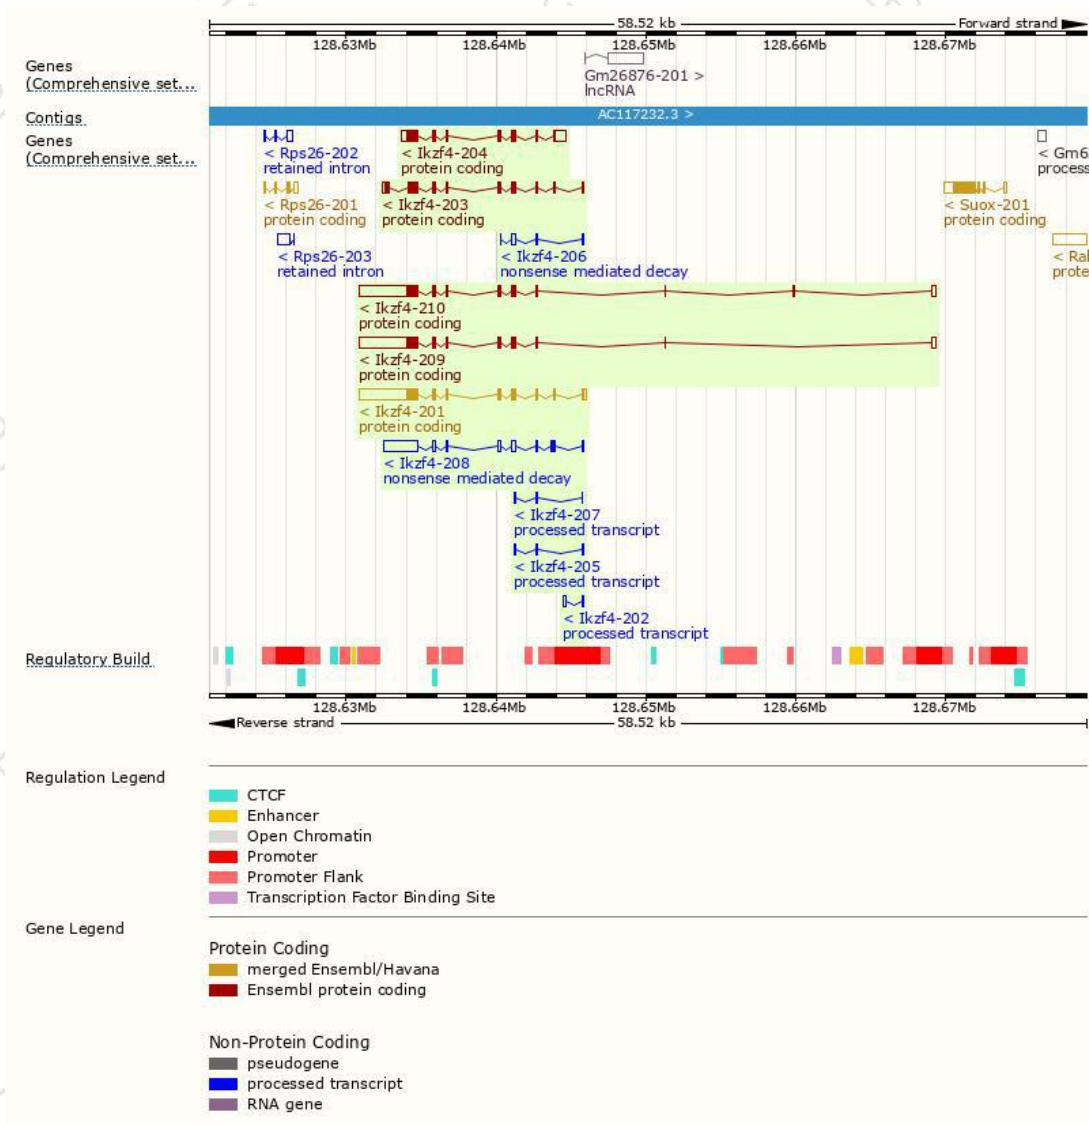 58.52 kb Forward strand
128.63Mb 128.64Mb 128.65Mb 128.66Mb 128.67Mb
Genes
(Comprehensive set...
Gm26876-201 >
lncRNA
Contigs AC117232.3 >
Genes
(Comprehensive set...
< Rps26-202 < Ikzf4-204 < Gm6
retained intron protein coding process
< Rps26-201 < Ikzf4-203 < Suox-201
protein coding protein coding protein coding
< Rps26-203 < Ikzf4-206 < Ral
retained intron nonsense mediated decay prote
< Ikzf4-210
protein coding
< Ikzf4-209
protein coding
< Ikzf4-201
protein coding
< Ikzf4-208
nonsense mediated decay
< Ikzf4-207
processed transcript
< Ikzf4-205
processed transcript
< Ikzf4-202
processed transcript
Regulatory Build
128.63Mb 128.64Mb 128.65Mb 128.66Mb 128.67Mb
Reverse strand 58.52 kb
Regulation Legend
CTCF
Enhancer
Open Chromatin
Promoter
Promoter Flank
Transcription Factor Binding Site
Gene Legend
Protein Coding
merged Ensembl/Havana
Ensembl protein coding
Non-Protein Coding
pseudogene
processed transcript
RNA gene